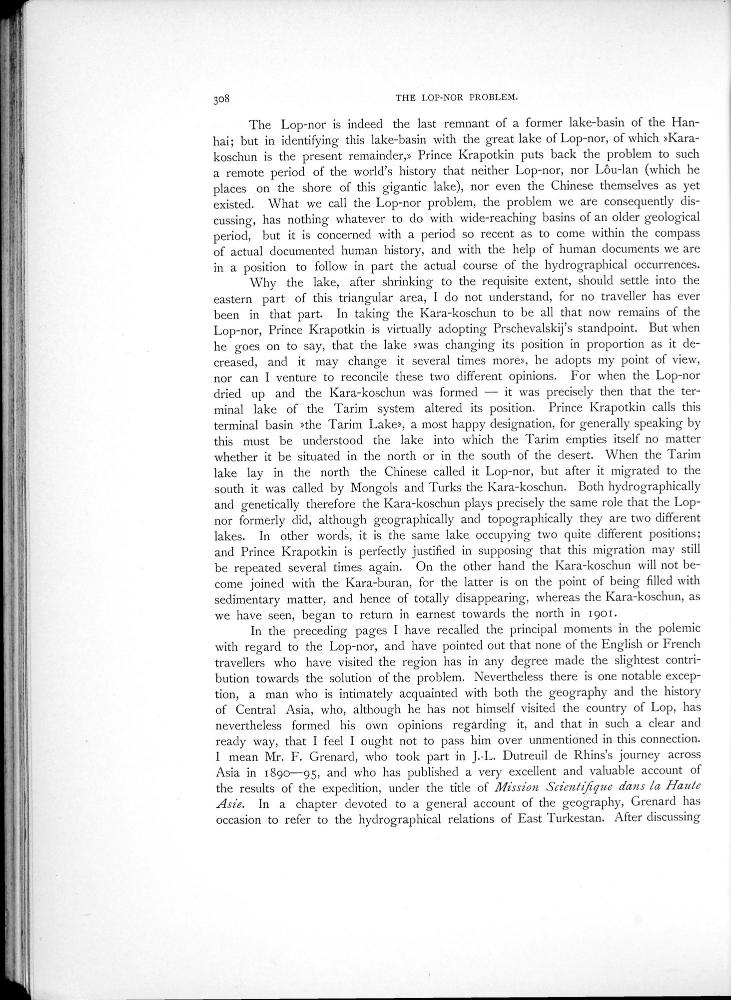 308
THE LOP-NOR PROBLEM.
The Lop-nor is indeed the last remnant of a former lake-basin of the Han-
hai; but in identifying this lake-basin with the great lake of Lop-nor, of which »Kara-
koschun is the present remainder,» Prince Krapotkin puts back the problem to such
a remote period of the world's history that neither Lop-nor, nor Lôu-lan (which he
places on the shore of this gigantic lake), nor even the Chinese themselves as yet
existed. What we call the Lop-nor problem, the problem we are consequently dis-
cussing, has nothing whatever to do with wide-reaching basins of an older geological
period, but it is concerned with a period so recent as to come within the compass
of actual documented human history, and with the help of human documents we are
in a position to follow in part the actual course of the hydrographical occurrences.
Why the lake, after shrinking to the requisite extent, should settle into the
eastern part of this triangular area, I do not understand, for no traveller has ever
been in that part. In taking the Kara-koschun to be all that now remains of the
Lop-nor, Prince Krapotkin is virtually adopting Prschevalskij's standpoint. But when
he goes on to say, that the lake »was changing its position in proportion as it de-
creased, and it may change it several times more», he adopts my point of view,
nor can I venture to reconcile these two different opinions. For when the Lop-nor
dried up and the Kara-koschun was formed — it was precisely then that the ter-
minal lake of the Tarim system altered its position. Prince Krapotkin calls this
terminal basin »the Tarim Lake», a most happy designation, for generally speaking by
this must be understood the lake into which the Tarim empties itself no matter
whether it be situated in the north or in the south of the desert. When the Tarim
lake lay in the north the Chinese called it Lop-nor, but after it migrated to the
south it was called by Mongols and Turks the Kara-koschun. Both hydrographically
and genetically therefore the Kara-koschun plays precisely the same role that the Lop-
nor formerly did, although geographically and topographically they are two different
lakes. In other words, it is the same lake occupying two quite different positions;
and Prince Krapotkin is perfectly justified in supposing that this migration may still
be repeated several times again. On the other hand the Kara-koschun will not be-
come joined with the Kara-buran, for the latter is on the point of being filled with
sedimentary matter, and hence of totally disappearing, whereas the Kara-koschun, as
we have seen, began to return in earnest towards the north in 1901.
In the preceding pages I have recalled the principal moments in the polemic
with regard to the Lop-nor, and have pointed out that none of the English or French
travellers who have visited the region has in any degree made the slightest contri-
bution towards the solution of the problem. Nevertheless there is one notable excep-
tion, a man who is intimately acquainted with both the geography and the history
of Central Asia, who, although he has not himself visited the country of Lop, has
nevertheless formed his own opinions regarding it, and that in such a clear and
ready way, that I feel I ought not to pass him over unmentioned in this connection.
I mean Mr. F. Grenard, who took part in J.-L. Dutreuil de Rhins's journey across
Asia in 1890—95, and who has published a very excellent and valuable account of
the results of the expedition, under the title of Mission Scientifique dans la Haute
Asie. In a chapter devoted to a general account of the geography, Grenard has
occasion to refer to the hydrographical relations of East Turkestan. After discussing